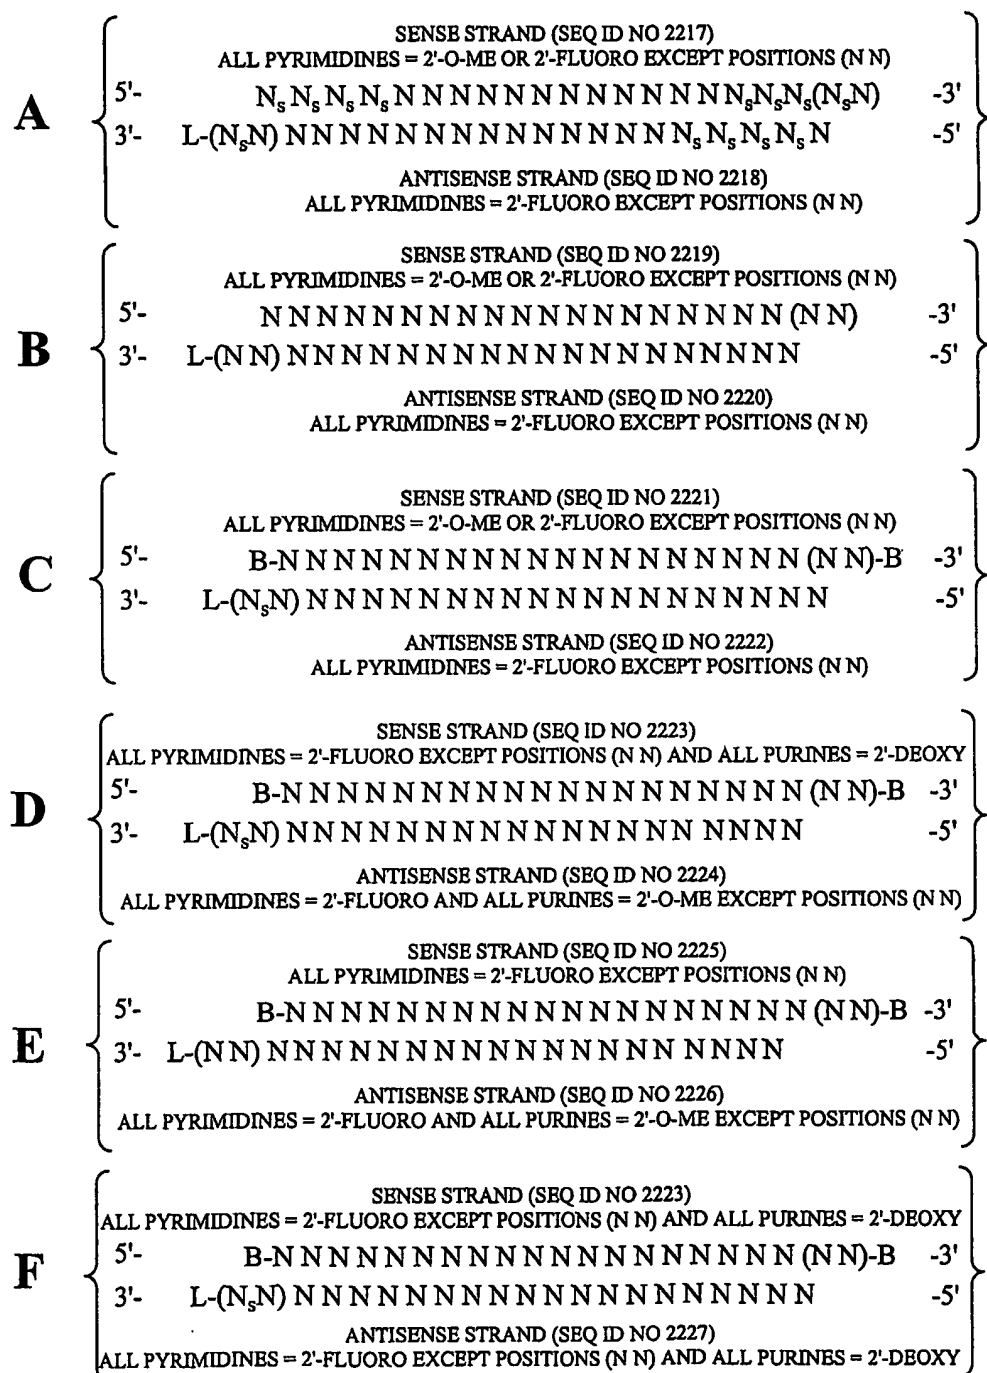 SENSE STRAND (SEQ ID NO 2217)
ALL PYRIMIDINES = 2'-O-ME OR 2'-FLUORO EXCEPT POSITIONS (N N)
A
5'- NₛNₛNₛNₛN N N N N N N N N N N N NₛNₛNₛ(NₛN) -3'
3'- L-(NₛN) N N N N N N N N N N N N N N NₛNₛNₛNₛN -5'
ANTISENSE STRAND (SEQ ID NO 2218)
ALL PYRIMIDINES = 2'-FLUORO EXCEPT POSITIONS (N N)
SENSE STRAND (SEQ ID NO 2219)
ALL PYRIMIDINES = 2'-O-ME OR 2'-FLUORO EXCEPT POSITIONS (N N)
B
5'- N N N N N N N N N N N N N N N N N N N (N N) -3'
3'- L-(N N) N N N N N N N N N N N N N N N N N N N -5'
ANTISENSE STRAND (SEQ ID NO 2220)
ALL PYRIMIDINES = 2'-FLUORO EXCEPT POSITIONS (N N)
SENSE STRAND (SEQ ID NO 2221)
ALL PYRIMIDINES = 2'-O-ME OR 2'-FLUORO EXCEPT POSITIONS (N N)
C
5'- B-N N N N N N N N N N N N N N N N N N N (N N)-B -3'
3'- L-(NₛN) N N N N N N N N N N N N N N N N N N N -5'
ANTISENSE STRAND (SEQ ID NO 2222)
ALL PYRIMIDINES = 2'-FLUORO EXCEPT POSITIONS (N N)
SENSE STRAND (SEQ ID NO 2223)
ALL PYRIMIDINES = 2'-FLUORO EXCEPT POSITIONS (N N) AND ALL PURINES = 2'-DEOXY
D
5'- B-N N N N N N N N N N N N N N N N N N N (N N)-B -3'
3'- L-(NₛN) N N N N N N N N N N N N N N N N N N N -5'
ANTISENSE STRAND (SEQ ID NO 2224)
ALL PYRIMIDINES = 2'-FLUORO AND ALL PURINES = 2'-O-ME EXCEPT POSITIONS (N N)
SENSE STRAND (SEQ ID NO 2225)
ALL PYRIMIDINES = 2'-FLUORO EXCEPT POSITIONS (N N)
E
5'- B-N N N N N N N N N N N N N N N N N N N (N N)-B -3'
3'- L-(N N) N N N N N N N N N N N N N N N N N N N -5'
ANTISENSE STRAND (SEQ ID NO 2226)
ALL PYRIMIDINES = 2'-FLUORO AND ALL PURINES = 2'-O-ME EXCEPT POSITIONS (N N)
SENSE STRAND (SEQ ID NO 2223)
ALL PYRIMIDINES = 2'-FLUORO EXCEPT POSITIONS (N N) AND ALL PURINES = 2'-DEOXY
F
5'- B-N N N N N N N N N N N N N N N N N N N (N N)-B -3'
3'- L-(NₛN) N N N N N N N N N N N N N N N N N N N -5'
ANTISENSE STRAND (SEQ ID NO 2227)
ALL PYRIMIDINES = 2'-FLUORO EXCEPT POSITIONS (N N) AND ALL PURINES = 2'-DEOXY